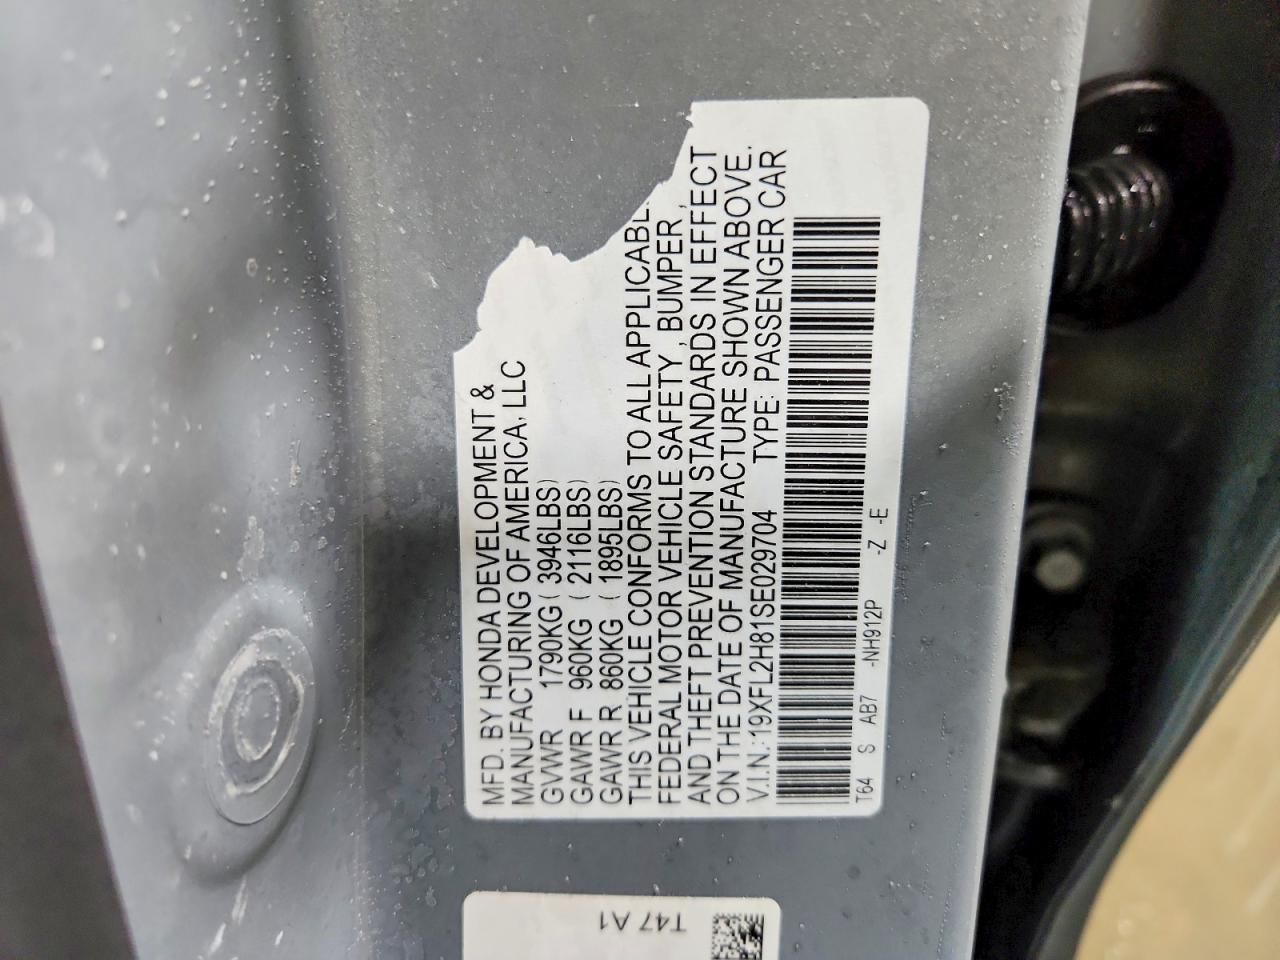 MFD. BY HONDA DEVELOPMENT &
MANUFACTURING OF AMERICA, LLC
GVWR 1790KG ( 3946LBS)
GAWR F 960KG ( 2116LBS)
GAWR R 860KG ( 1895LBS)
THIS VEHICLE CONFORMS TO ALL APPLICABL
FEDERAL MOTOR VEHICLE SAFETY, BUMPER,
AND THEFT PREVENTION STANDARDS IN EFFECT
ON THE DATE OF MANUFACTURE SHOWN ABOVE.
V.I.N.: 19XFL2H81SE029704 TYPE: PASSENGER CAR
T64 S AB7 -NH912P -Z -E
T47 A1